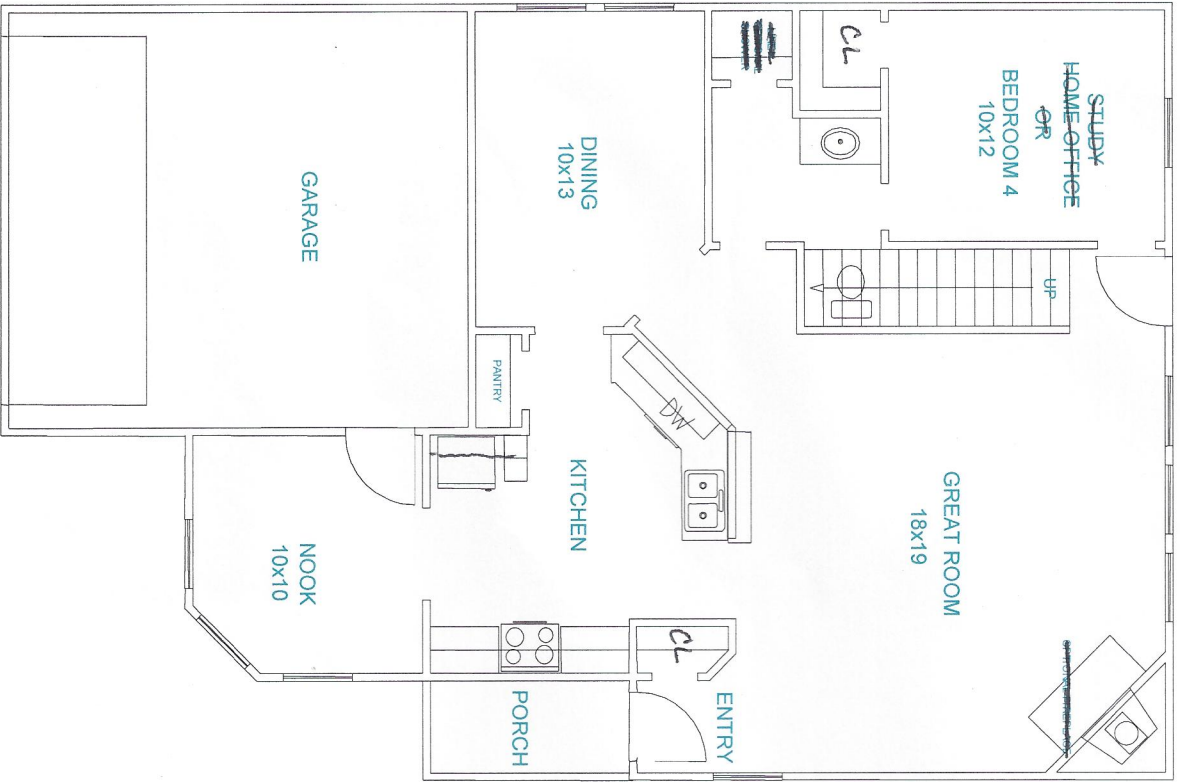 STUDY
HOME OFFICE
OR
BEDROOM 4
10x12
CL
DINING
10x13
GARAGE
UP
PANTRY
DW
KITCHEN
GREAT ROOM
18x19
NOOK
10x10
CL
ENTRY
PORCH